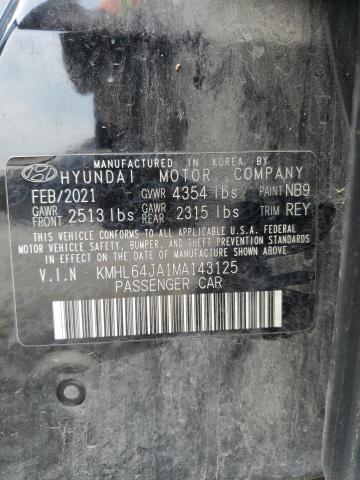 MANUFACTURED IN KOREA BY
HYUNDAI MOTOR COMPANY
FEB/2021 GVWR 4354 lbs PAINT NB9
GAWR FRONT 2513 lbs GAWR REAR 2315 lbs TRIM REY
THIS VEHICLE CONFORMS TO ALL APPLICABLE U.S.A. FEDERAL
MOTOR VEHICLE SAFETY, BUMPER, AND THEFT PREVENTION STANDARDS
IN EFFECT ON THE DATE OF MANUFACTURE SHOWN ABOVE.
V.I.N KMHL64JA1MA143125
PASSENGER CAR